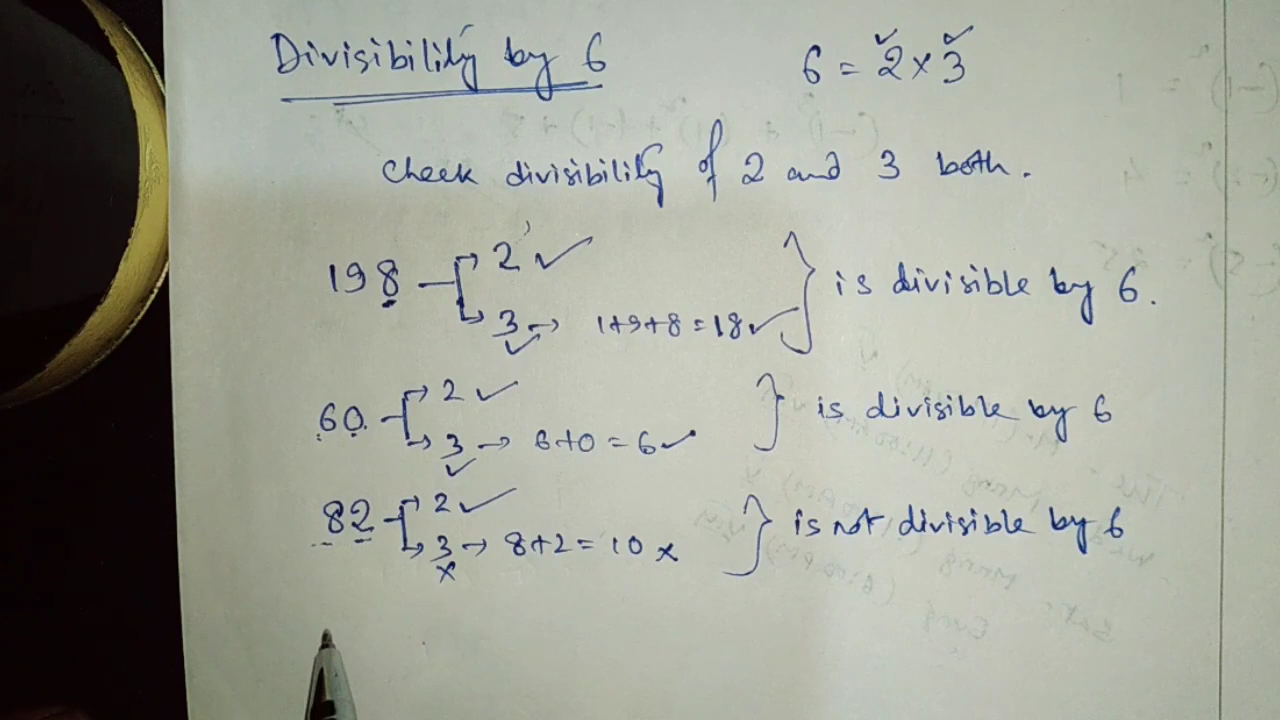 Divisibility by 6
6 = 2 × 3
check divisibility of 2 and 3 both.
198 → 2 ✓
→ 3 → 1+9+8 = 18 ✓ } is divisible by 6.
✓
60 → 2 ✓
→ 3 → 6+0 = 6 ✓ } is divisible by 6
✓
82 → 2 ✓
→ 3 → 8+2 = 10 × } is not divisible by 6
×